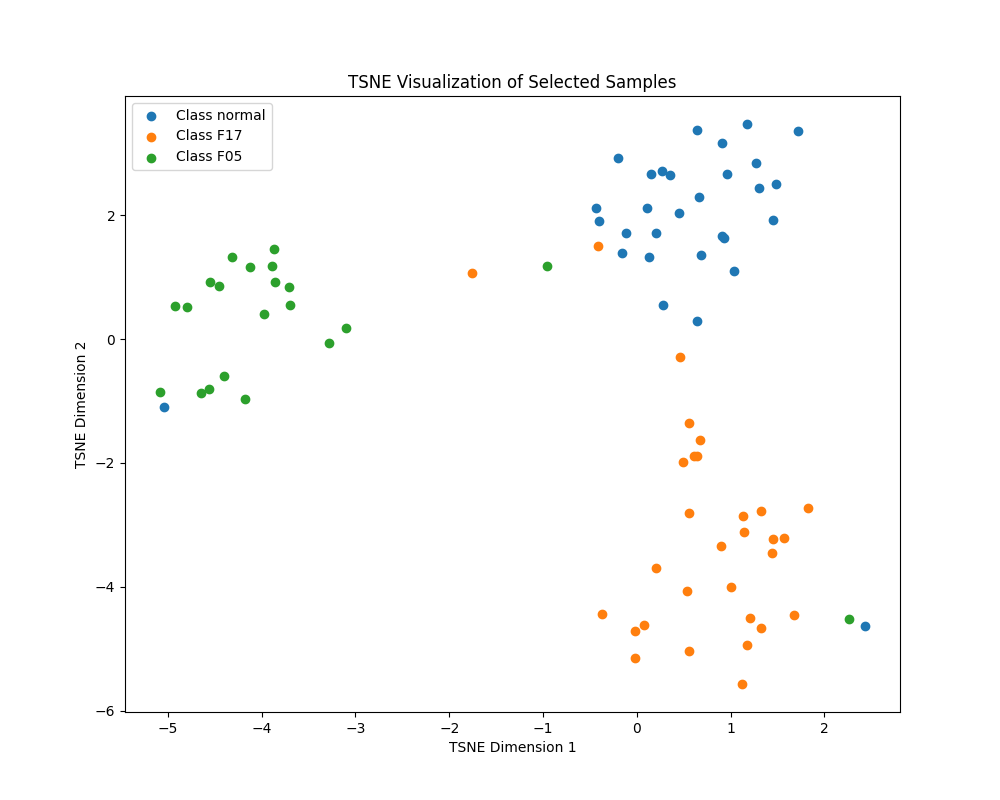 TSNE Visualization of Selected Samples
Class normal
Class F17
Class F05
TSNE Dimension 2
2
0
−2
−4
−6
−5 −4 −3 −2 −1 0 1 2
TSNE Dimension 1